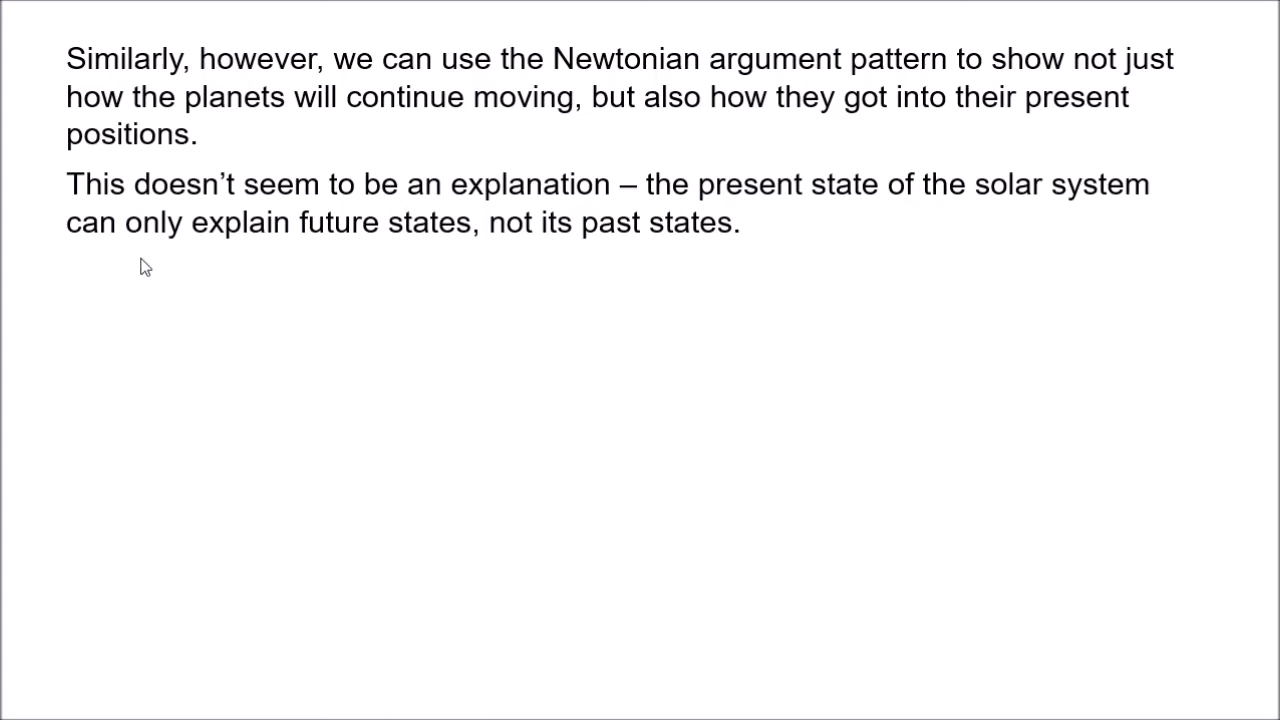 Similarly, however, we can use the Newtonian argument pattern to show not just
how the planets will continue moving, but also how they got into their present
positions.
This doesn’t seem to be an explanation – the present state of the solar system
can only explain future states, not its past states.